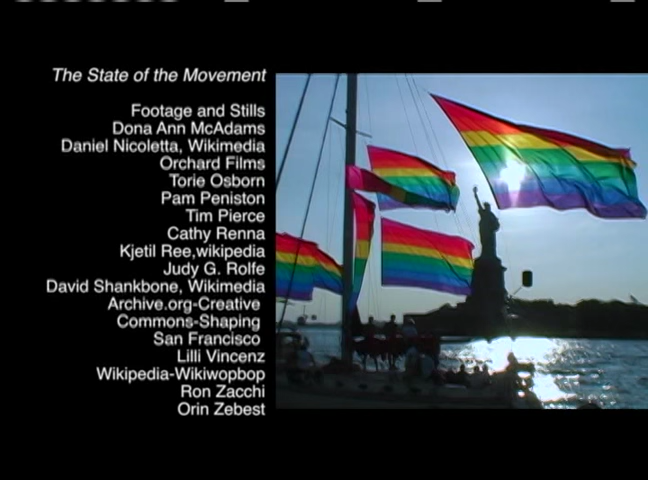 The State of the Movement
Footage and Stills
Dona Ann McAdams
Daniel Nicoletta, Wikimedia
Orchard Films
Torie Osborn
Pam Peniston
Tim Pierce
Cathy Renna
Kjetil Ree,wikipedia
Judy G. Rolfe
David Shankbone, Wikimedia
Archive.org-Creative
Commons-Shaping
San Francisco
Lilli Vincenz
Wikipedia-Wikiwopbop
Ron Zacchi
Orin Zebest